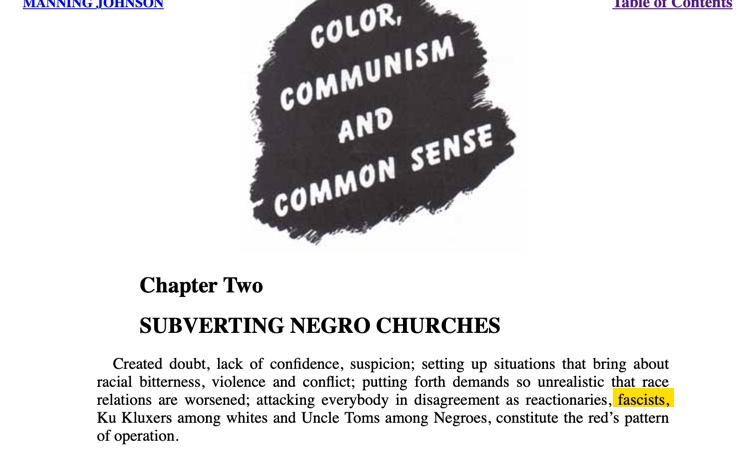 MANNING JOHNSON
Table of Contents
COLOR,
COMMUNISM
AND
COMMON SENSE
Chapter Two
SUBVERTING NEGRO CHURCHES
Created doubt, lack of confidence, suspicion; setting up situations that bring about
racial bitterness, violence and conflict; putting forth demands so unrealistic that race
relations are worsened; attacking everybody in disagreement as reactionaries, fascists,
Ku Kluxers among whites and Uncle Toms among Negroes, constitute the red's pattern
of operation.